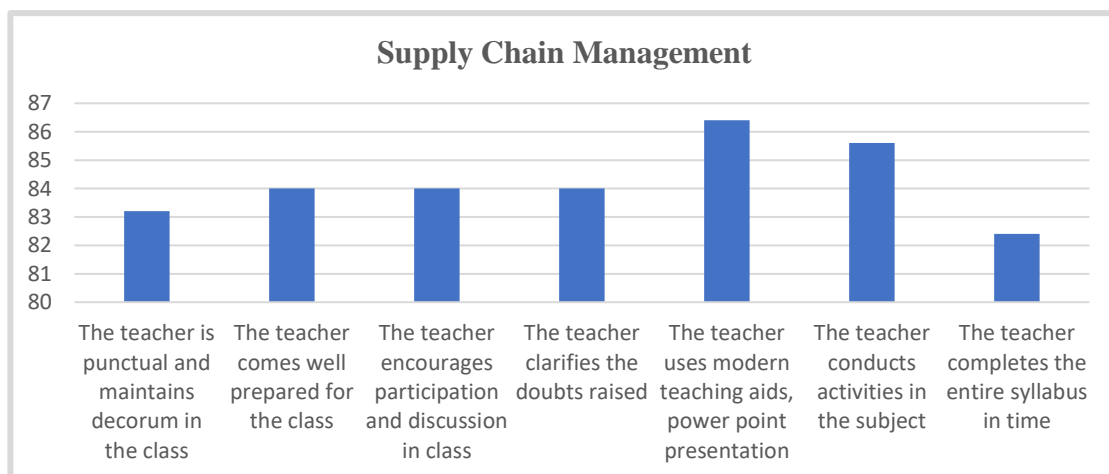 Supply Chain Management
87
86
85
84
83
82
81
80
The teacher is
punctual and
maintains
decorum in
the class
The teacher
comes well
prepared for
the class
The teacher
encourages
participation
and discussion
in class
The teacher
clarifies the
doubts raised
The teacher
uses modern
teaching aids,
power point
presentation
The teacher
conducts
activities in
the subject
The teacher
completes the
entire syllabus
in time